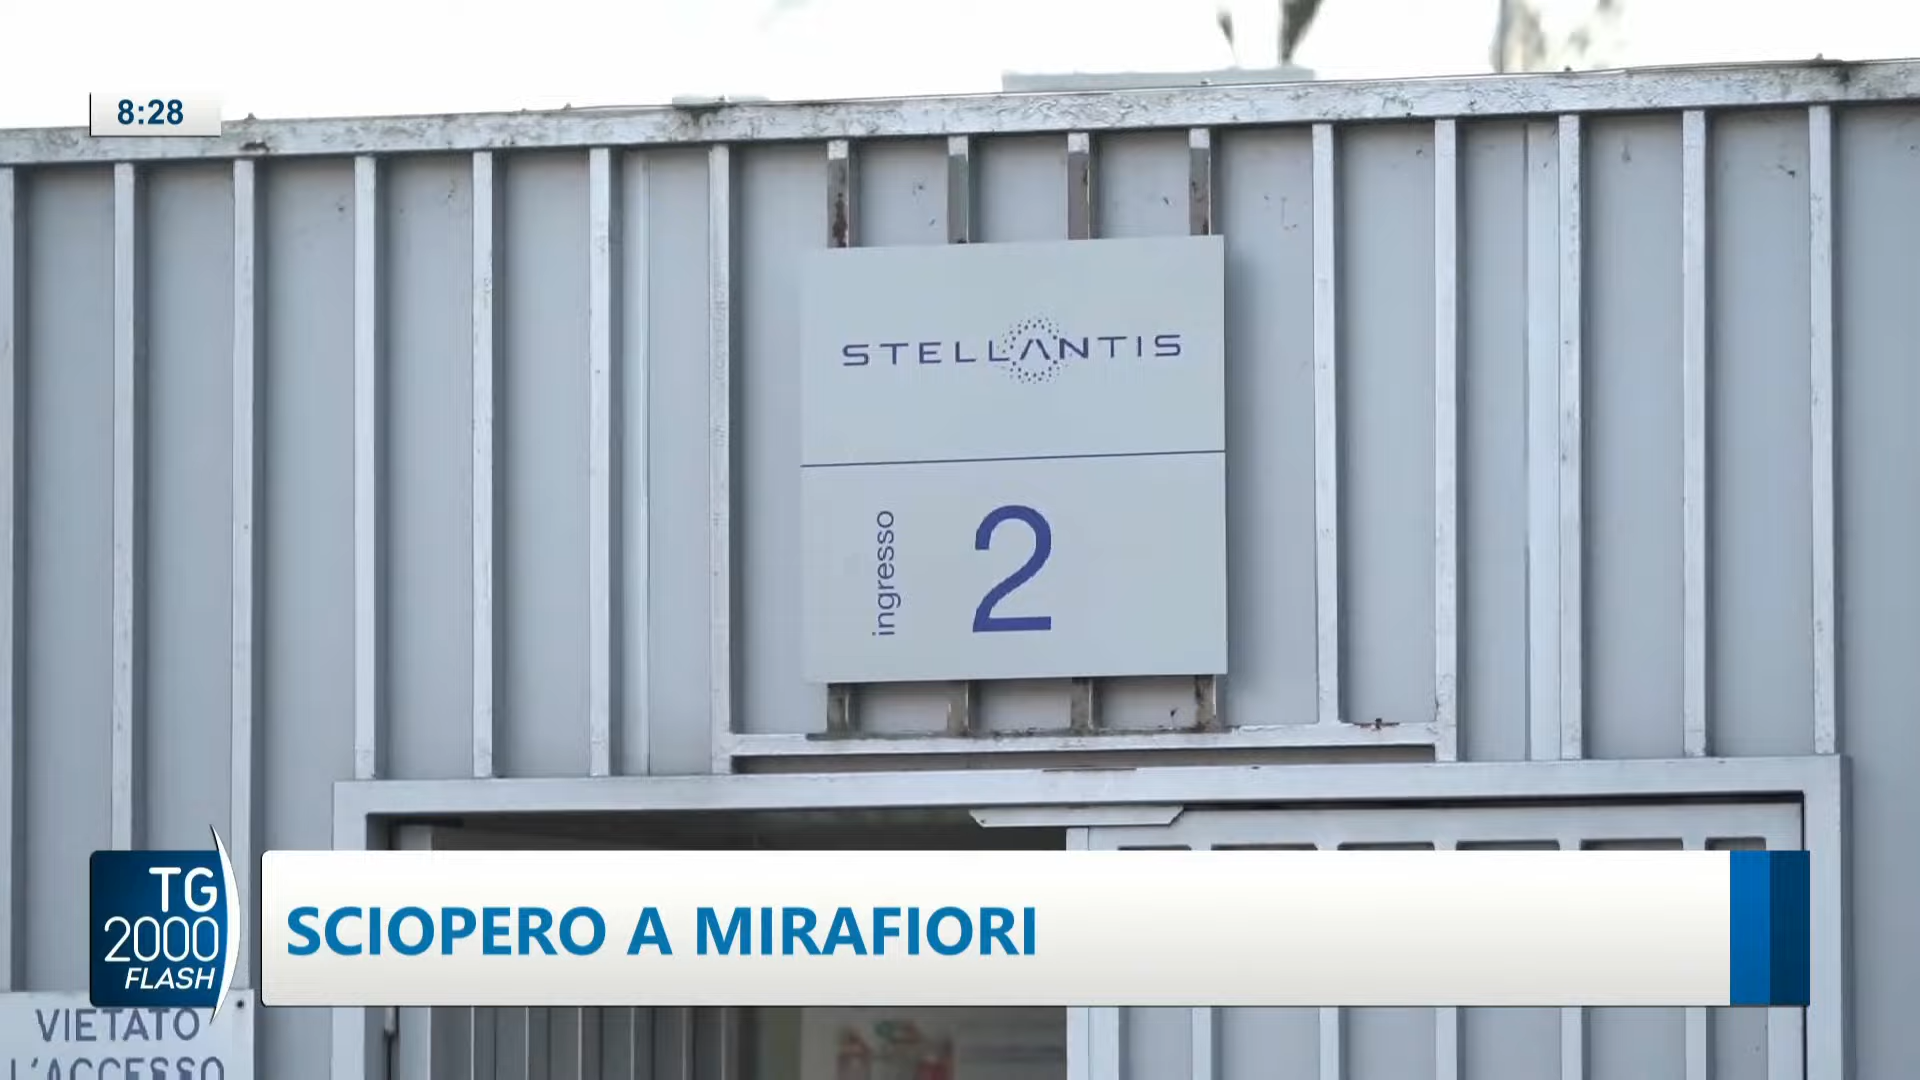 8:28
STELLANTIS
ingresso
2
TG
2000
FLASH
SCIOPERO A MIRAFIORI
VIETATO
L'ACCESSO